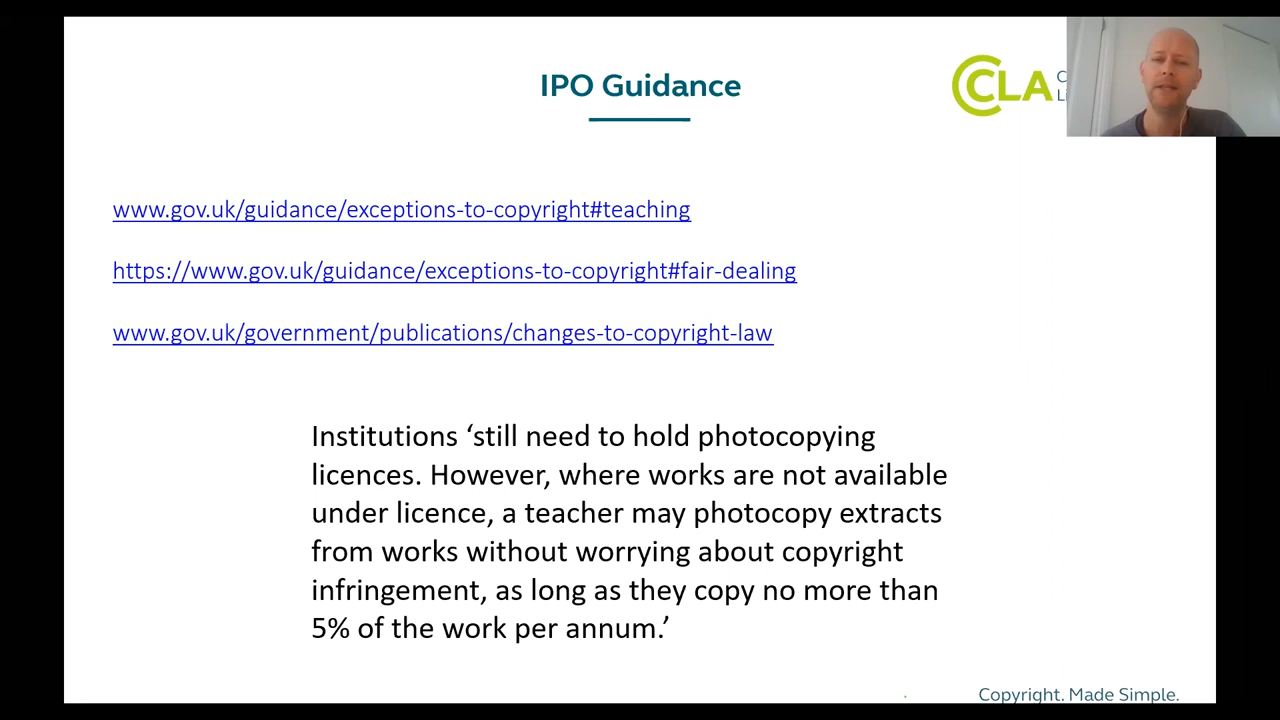 IPO Guidance
CLA
www.gov.uk/guidance/exceptions-to-copyright#teaching
https://www.gov.uk/guidance/exceptions-to-copyright#fair-dealing
www.gov.uk/government/publications/changes-to-copyright-law
Institutions ‘still need to hold photocopying
licences. However, where works are not available
under licence, a teacher may photocopy extracts
from works without worrying about copyright
infringement, as long as they copy no more than
5% of the work per annum.’
Copyright. Made Simple.